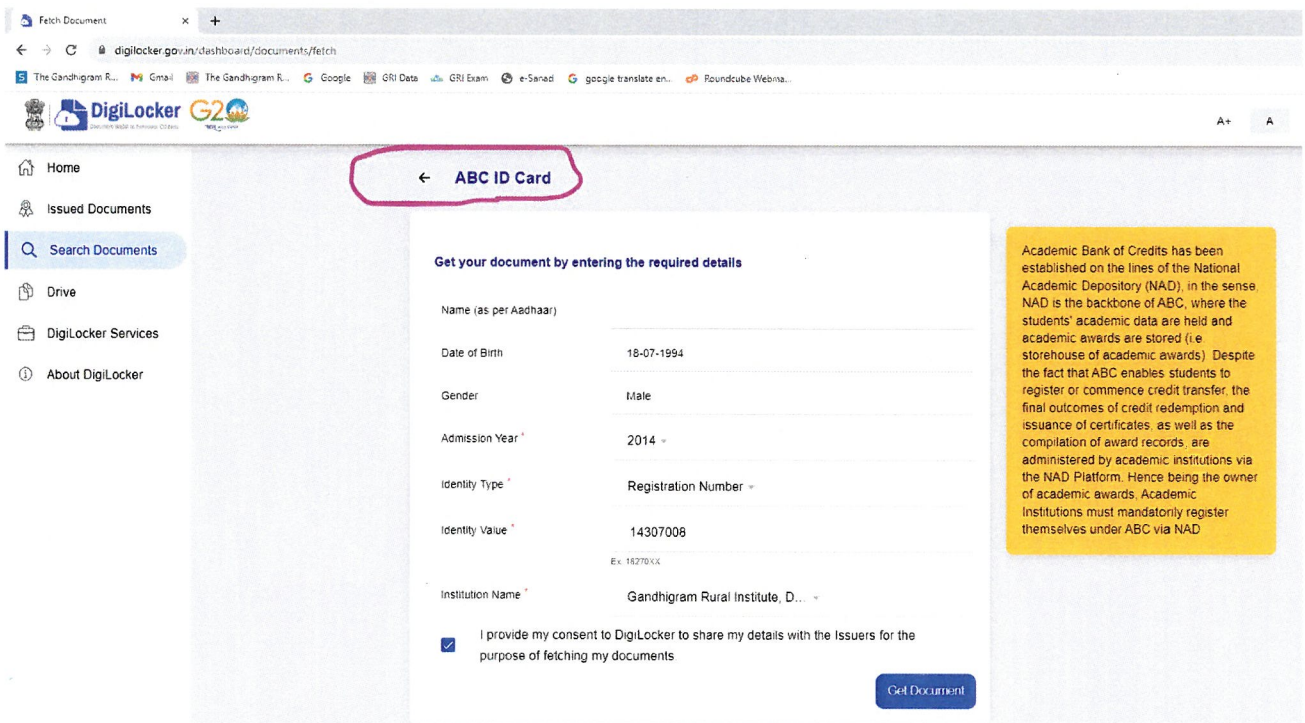 Fetch Document
digilocker.gov.in/dashboard/documents/fetch
The Gandhigram R... Gmail The Gandhigram R... Google GRI Data GRI Exam e-Sanad google translate en... Roundcube Webma...
DigiLocker G20
A+ A
Home
Issued Documents
Search Documents
Drive
DigiLocker Services
About DigiLocker
← ABC ID Card
Get your document by entering the required details
Name (as per Aadhaar)
Date of Birth 18-07-1994
Gender Male
Admission Year * 2014
Identity Type * Registration Number
Identity Value * 14307008
Ex. 16270XX
Institution Name * Gandhigram Rural Institute, D...
I provide my consent to DigiLocker to share my details with the Issuers for the
purpose of fetching my documents
Get Document
Academic Bank of Credits has been
established on the lines of the National
Academic Depository (NAD), in the sense,
NAD is the backbone of ABC, where the
students' academic data are held and
academic awards are stored (i.e.
storehouse of academic awards). Despite
the fact that ABC enables students to
register or commence credit transfer, the
final outcomes of credit redemption and
issuance of certificates, as well as the
compilation of award records, are
administered by academic institutions via
the NAD Platform. Hence being the owner
of academic awards, Academic
Institutions must mandatorily register
themselves under ABC via NAD